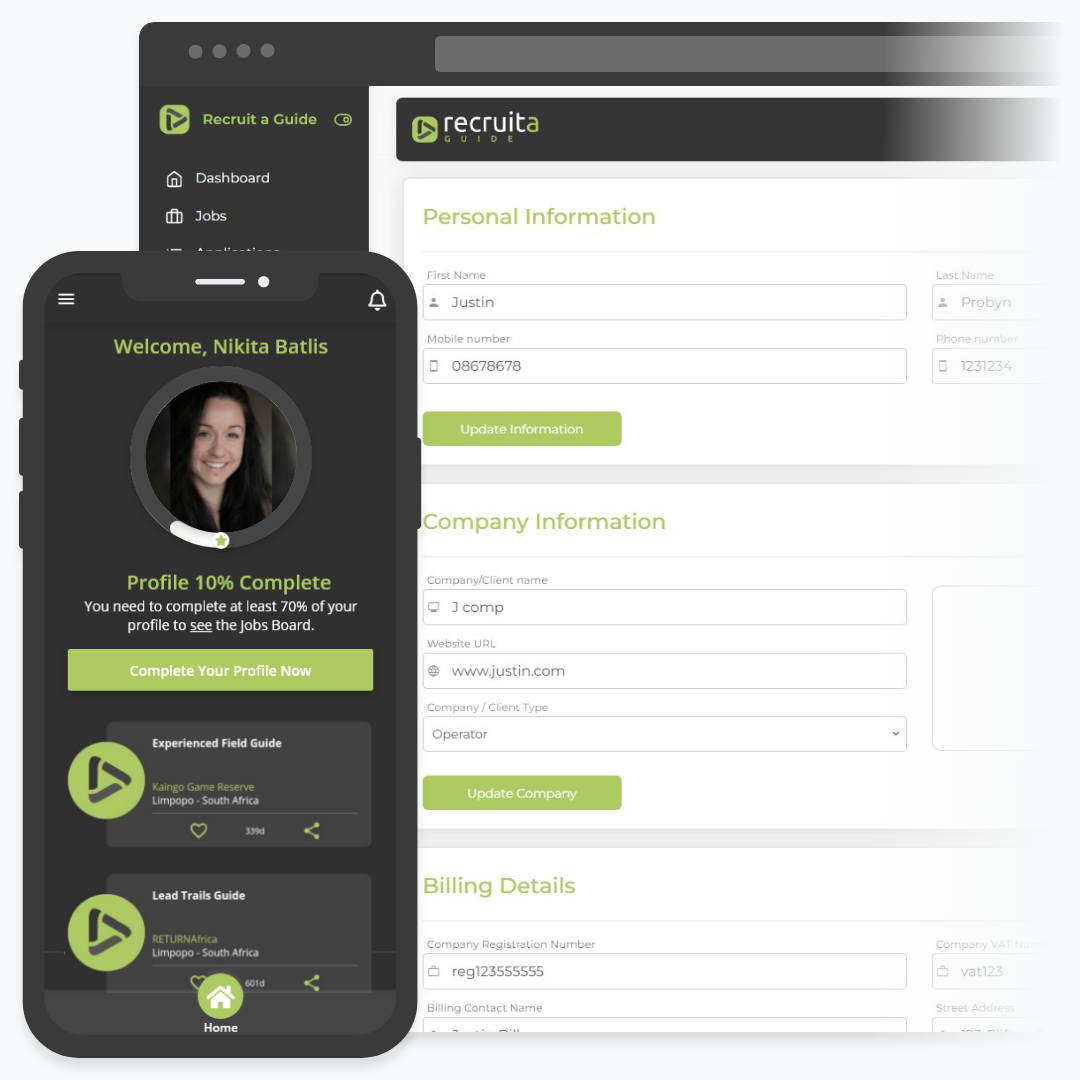 Recruit a Guide
Dashboard
Jobs
Applications
recruita
GUIDE
Personal Information
First Name
Last Name
Justin
Probyn
Mobile number
Phone number
08678678
1231234
Update Information
Company Information
Company/Client name
J comp
Website URL
www.justin.com
Company / Client Type
Operator
Update Company
Billing Details
Company Registration Number
Company VAT Num
reg123555555
vat123
Billing Contact Name
Street Address
Welcome, Nikita Batlis
Profile 10% Complete
You need to complete at least 70% of your
profile to see the Jobs Board.
Complete Your Profile Now
Experienced Field Guide
Kaingo Game Reserve
Limpopo - South Africa
339d
Lead Trails Guide
RETURNAfrica
Limpopo - South Africa
601d
Home